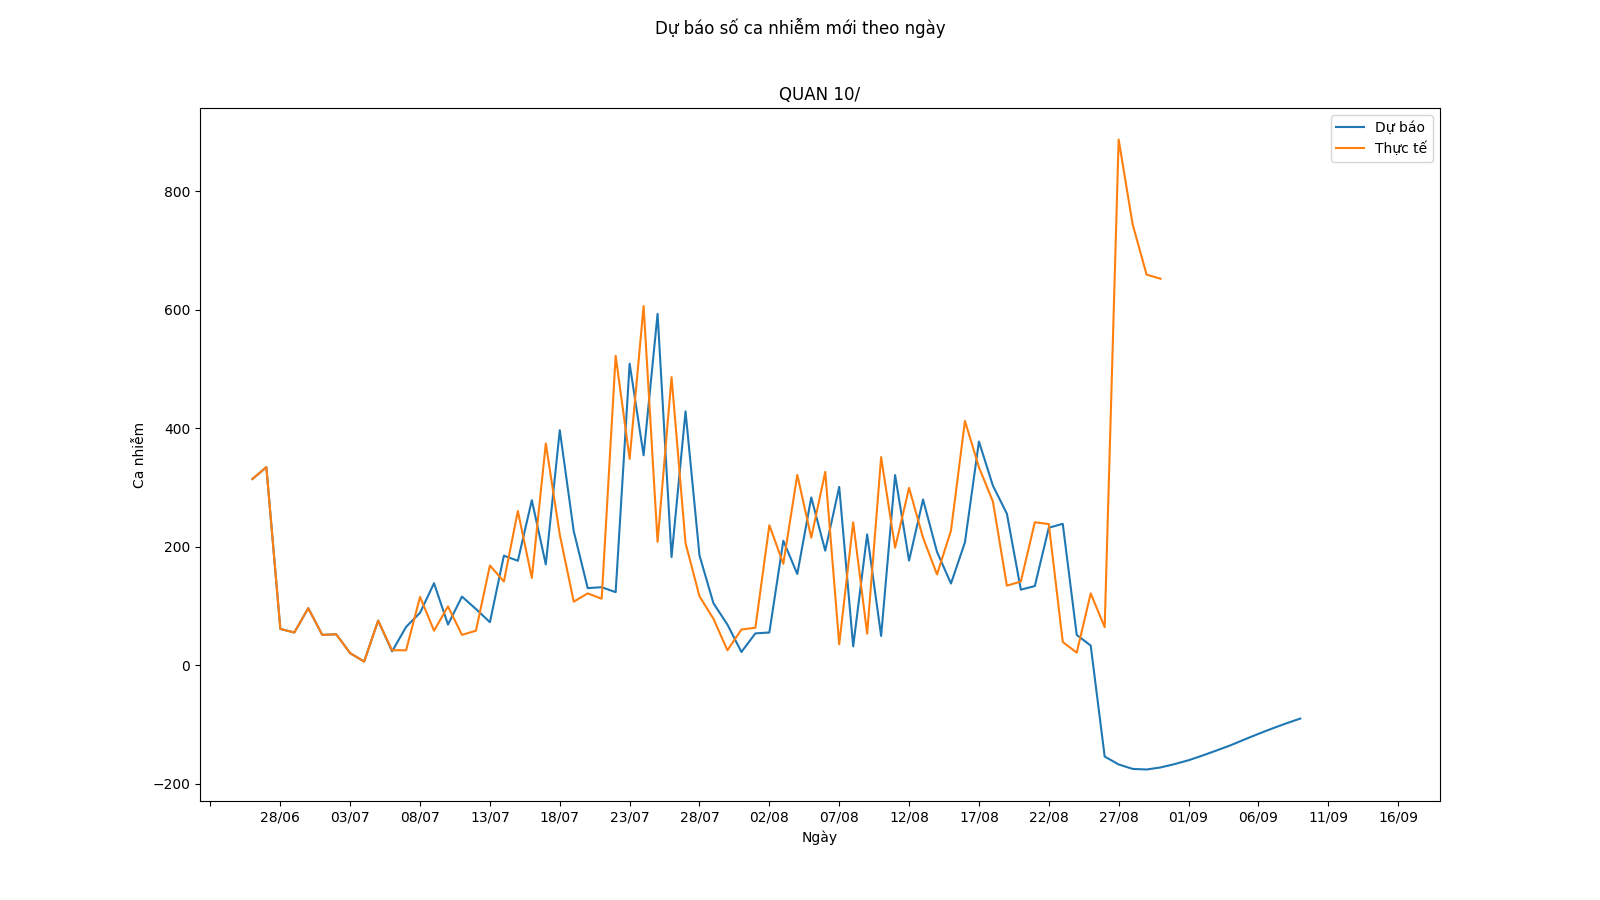 Dự báo số ca nhiễm mới theo ngày
QUAN 10/
Dự báo
Thực tế
Ca nhiễm
800
600
400
200
0
−200
28/06 03/07 08/07 13/07 18/07 23/07 28/07 02/08 07/08 12/08 17/08 22/08 27/08 01/09 06/09 11/09 16/09
Ngày